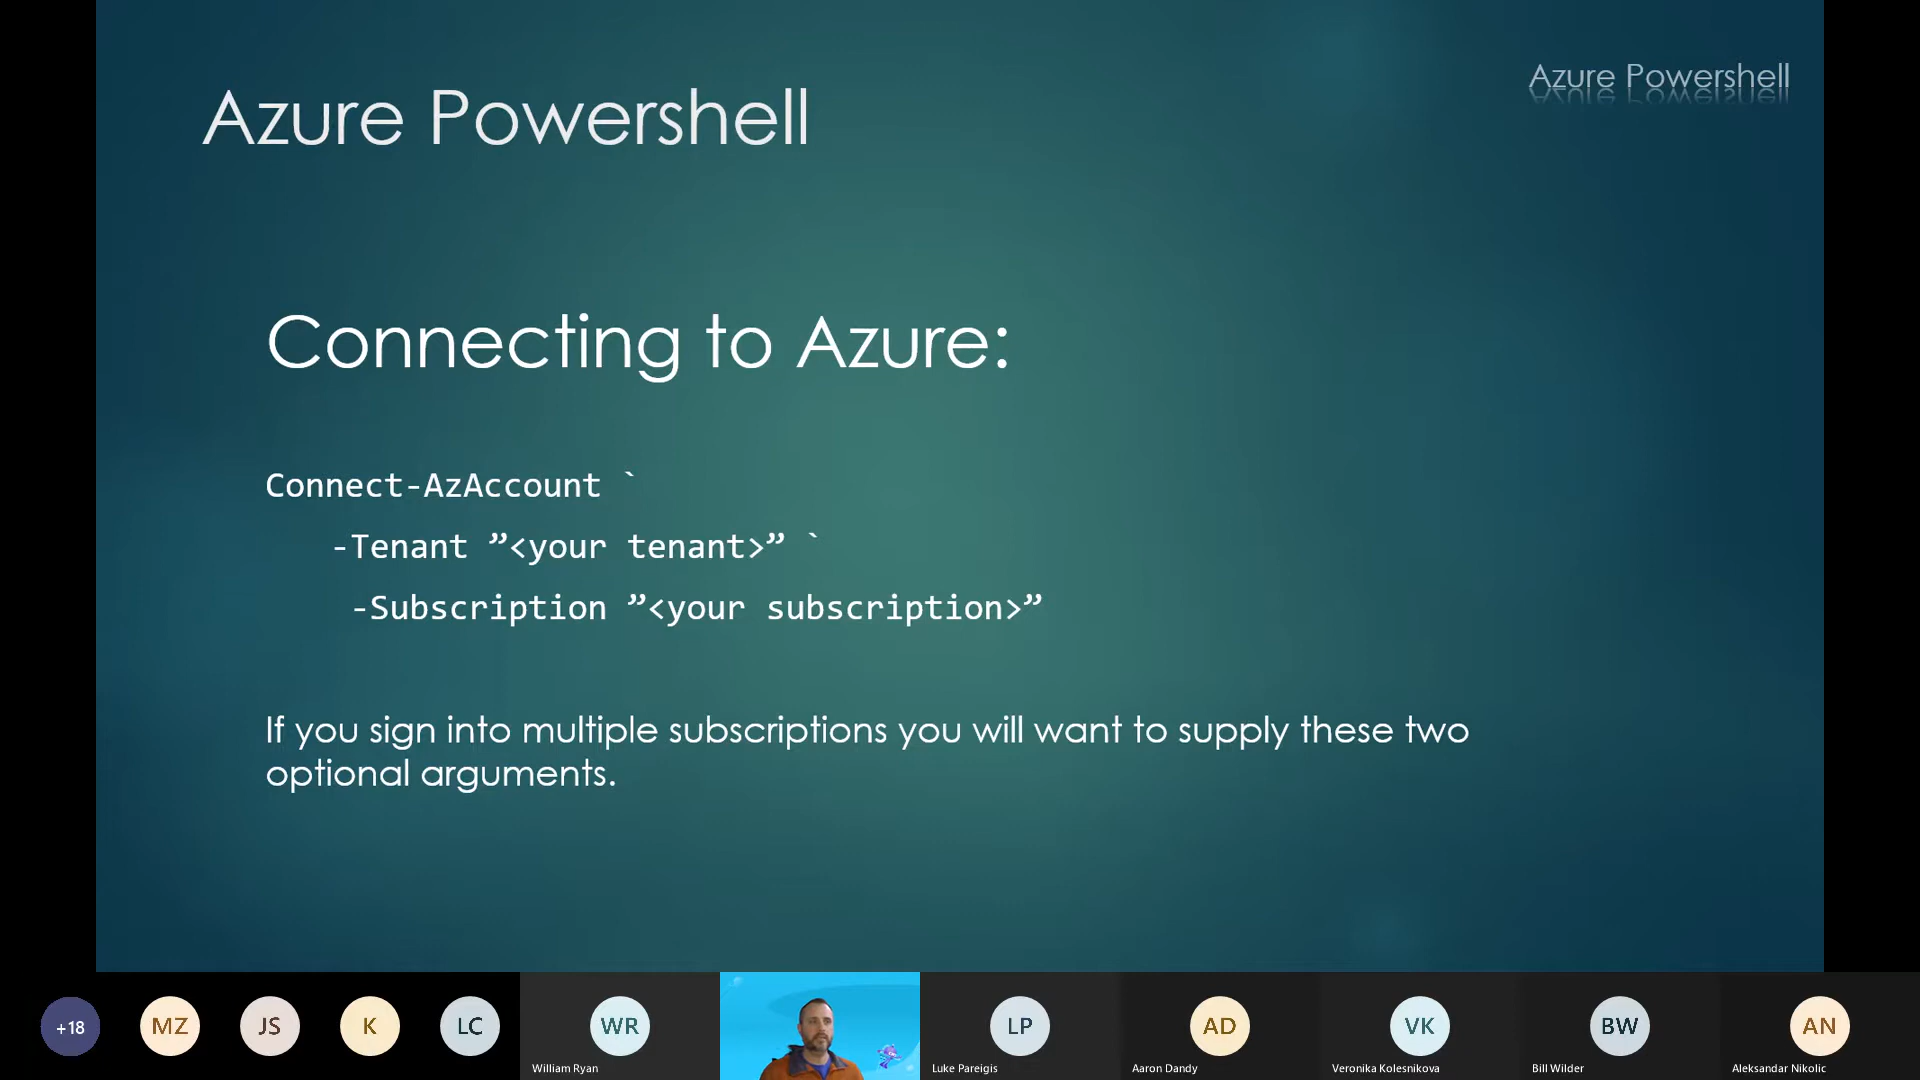 Azure Powershell
Azure Powershell
Connecting to Azure:
Connect-AzAccount `
-Tenant ”<your tenant>” `
-Subscription ”<your subscription>”
If you sign into multiple subscriptions you will want to supply these two
optional arguments.
+18
MZ
JS
K
LC
WR
William Ryan
LP
Luke Pareigis
AD
Aaron Dandy
VK
Veronika Kolesnikova
BW
Bill Wilder
AN
Aleksandar Nikolic